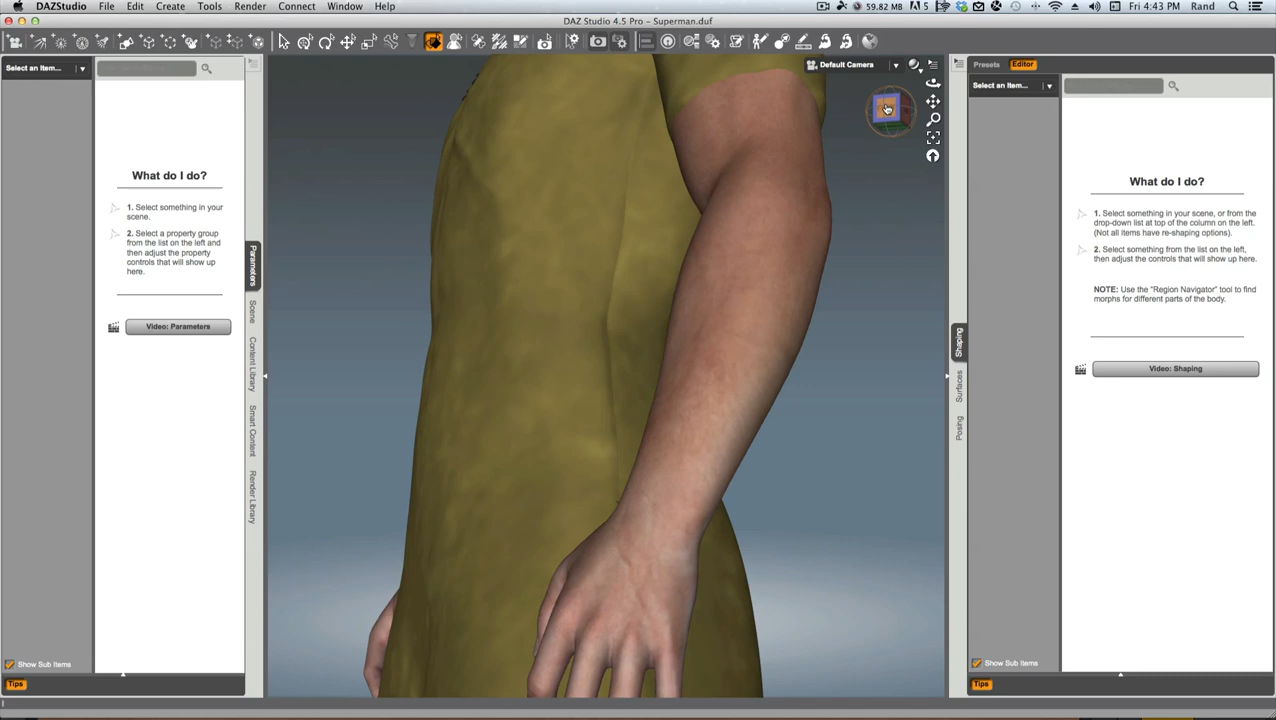 DAZStudio File Edit Create Tools Render Connect Window Help 59.82 MB 5 Fri 4:43 PM Rand
DAZ Studio 4.5 Pro - Superman.duf
Select an Item...
What do I do?
1. Select something in your
scene.
2. Select a property group
from the list on the left and
then adjust the property
controls that will show up
here.
Video: Parameters
Show Sub Items
Tips
Parameters
Scene
Content Library
Smart Content
Render Library
Default Camera
Presets Editor
Select an Item...
What do I do?
1. Select something in your scene, or from the
drop-down list at top of the column on the left.
(Not all items have re-shaping options).
2. Select something from the list on the left,
then adjust the controls that will show up here.
NOTE: Use the "Region Navigator" tool to find
morphs for different parts of the body.
Video: Shaping
Shaping
Surfaces
Posing
Show Sub Items
Tips